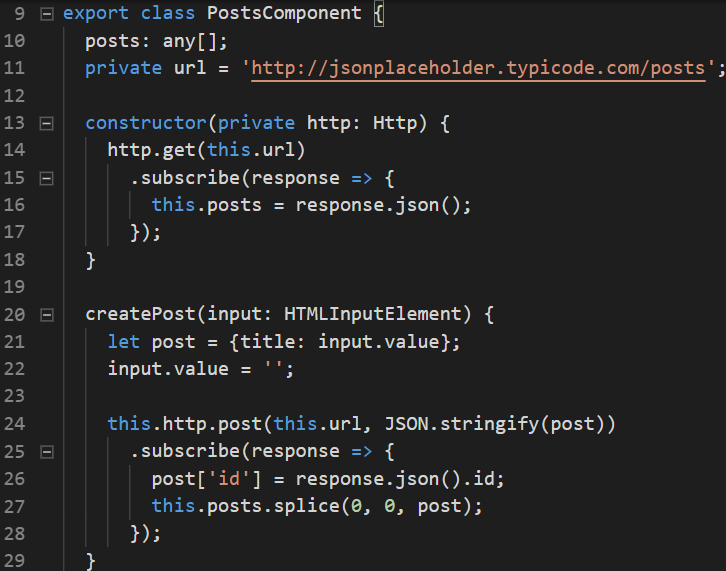 9 export class PostsComponent {
10 posts: any[];
11 private url = 'http://jsonplaceholder.typicode.com/posts';
12
13 constructor(private http: Http) {
14 http.get(this.url)
15 .subscribe(response => {
16 this.posts = response.json();
17 });
18 }
19
20 createPost(input: HTMLInputElement) {
21 let post = {title: input.value};
22 input.value = '';
23
24 this.http.post(this.url, JSON.stringify(post))
25 .subscribe(response => {
26 post['id'] = response.json().id;
27 this.posts.splice(0, 0, post);
28 });
29 }